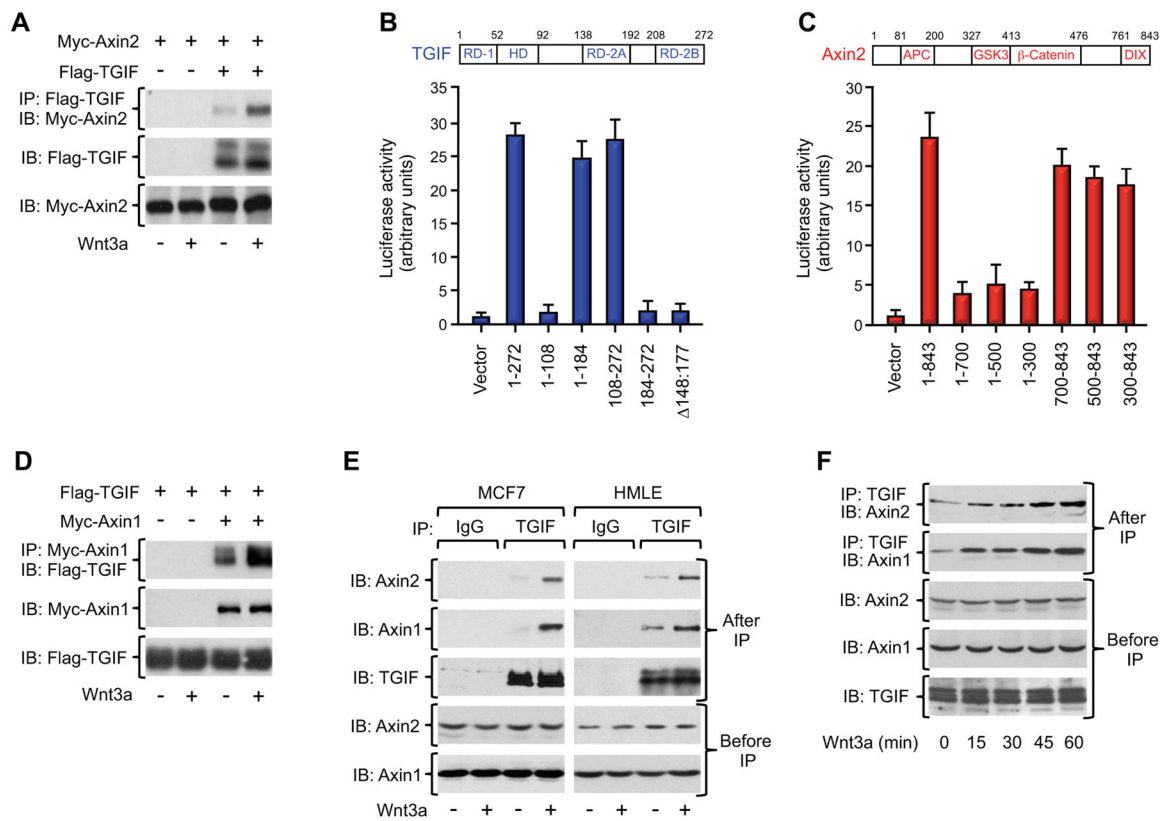 A
Myc-Axin2 + + + +
Flag-TGIF - - + +
IP: Flag-TGIF
IB: Myc-Axin2
IB: Flag-TGIF
IB: Myc-Axin2
Wnt3a - + - +
B
1 52 92 138 192 208 272
TGIF RD-1 HD RD-2A RD-2B
Luciferase activity
(arbitrary units)
35
30
25
20
15
10
5
0
Vector
1-272
1-108
1-184
108-272
184-272
Δ148:177
C
1 81 200 327 413 476 761 843
Axin2 APC GSK3 β-Catenin DIX
Luciferase activity
(arbitrary units)
30
25
20
15
10
5
0
Vector
1-843
1-700
1-500
1-300
700-843
500-843
300-843
D
Flag-TGIF + + + +
Myc-Axin1 - - + +
IP: Myc-Axin1
IB: Flag-TGIF
IB: Myc-Axin1
IB: Flag-TGIF
Wnt3a - + - +
E
MCF7 HMLE
IP: IgG TGIF IgG TGIF
IB: Axin2
IB: Axin1
IB: TGIF
After
IP
IB: Axin2
IB: Axin1
Before
IP
Wnt3a - + - + - + - +
F
IP: TGIF
IB: Axin2
IP: TGIF
IB: Axin1
After
IP
IB: Axin2
IB: Axin1
IB: TGIF
Before
IP
Wnt3a (min) 0 15 30 45 60